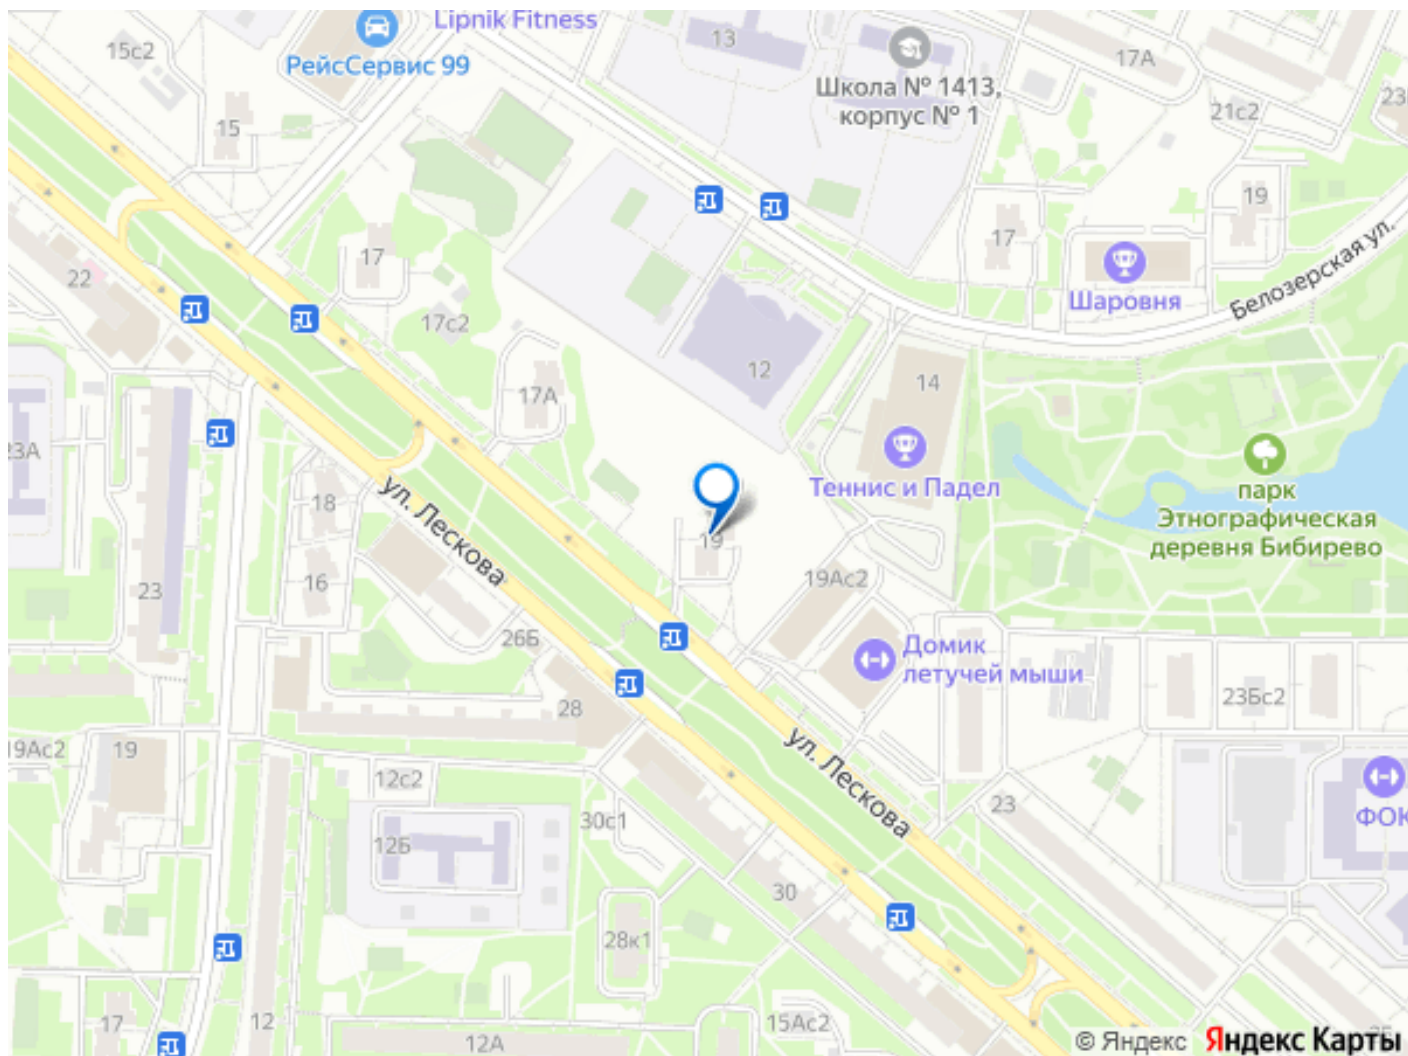 Lipnik Fitness
15с2
РейсСервис 99
13
Школа № 1413,
корпус № 1
17А
21с2
15
19
17
17
22
Шаровня
Белозерская ул.
17с2
12
14
17А
23А
Теннис и Падел
парк
Этнографическая
деревня Бибирево
18
ул. Лескова
19
16
23
19Ас2
26Б
Домик
летучей мыши
23Бс2
28
19Ас2
19
ул. Лескова
12с2
23
ФОК
30с1
12Б
30
28к1
17
12
12А
15Ас2
© Яндекс
Яндекс Карты